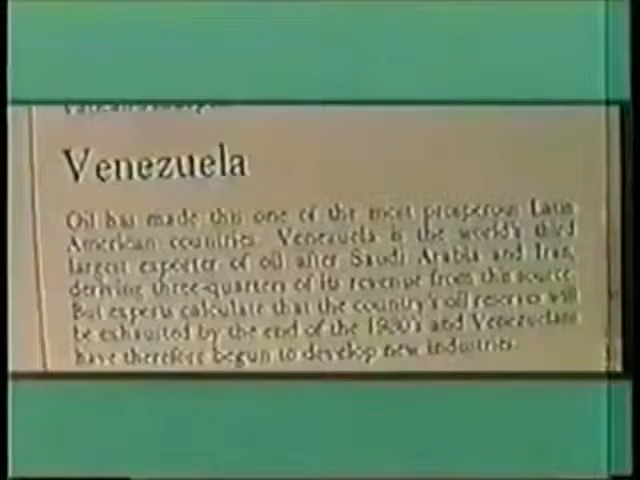 Venezuela
Oil has made this one of the most prosperous Latin
American countries. Venezuela is the world's third
largest exporter of oil after Saudi Arabia and Iran,
deriving three-quarters of its revenue from this source.
But experts calculate that the country's oil reserves will
be exhausted by the end of the 1980's and Venezuelans
have therefore begun to develop new industries.